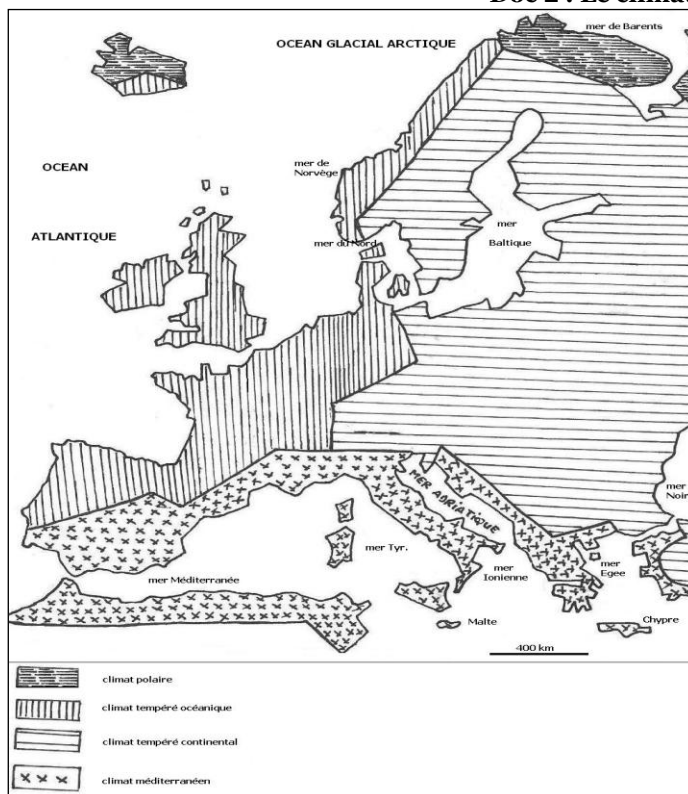 Doc 2 : Le climat
mer de Barents
OCEAN GLACIAL ARCTIQUE
OCEAN
mer de
Norvège
ATLANTIQUE
mer
Baltique
mer du Nord
mer
Noir
MER ADRIATIQUE
mer Tyr.
mer
Ionienne
mer
Egee
mer Méditerranée
Malte
Chypre
400 km
climat polaire
climat tempéré océanique
climat tempéré continental
climat méditerranéen